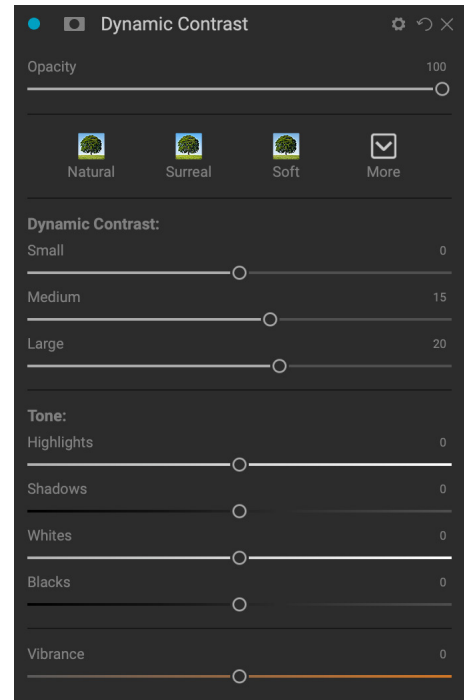 Dynamic Contrast
Opacity 100
Natural Surreal Soft More
Dynamic Contrast:
Small 0
Medium 15
Large 20
Tone:
Highlights 0
Shadows 0
Whites 0
Blacks 0
Vibrance 0